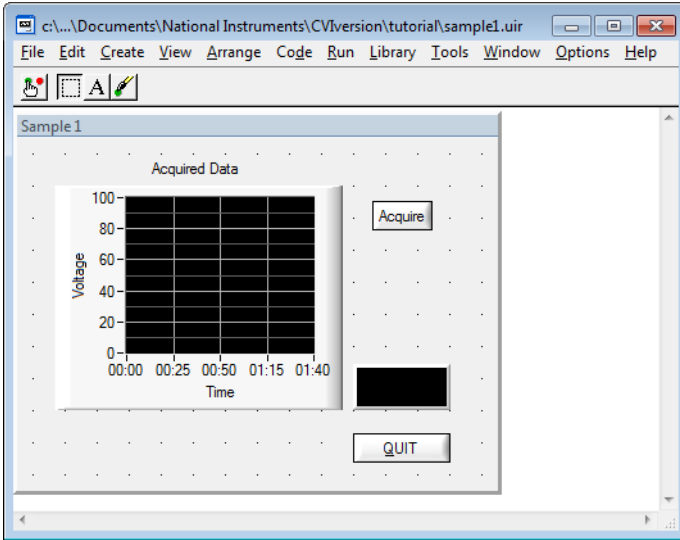 c:\...\Documents\National Instruments\CVIversion\tutorial\sample1.uir
File Edit Create View Arrange Code Run Library Tools Window Options Help
A
Sample 1
Acquired Data
Acquire
Voltage
100
80
60
40
20
0
00:00 00:25 00:50 01:15 01:40
Time
QUIT